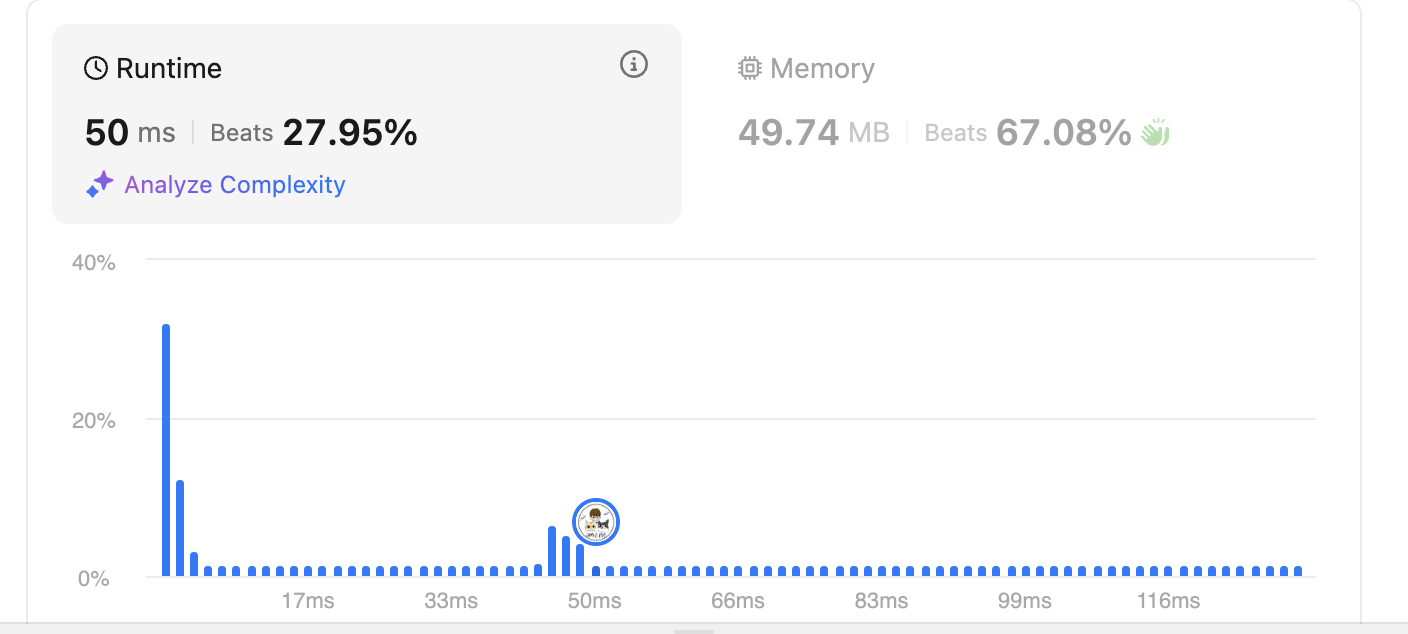 Runtime
50 ms Beats 27.95%
Analyze Complexity
Memory
49.74 MB Beats 67.08%
40%
20%
0%
17ms 33ms 50ms 66ms 83ms 99ms 116ms